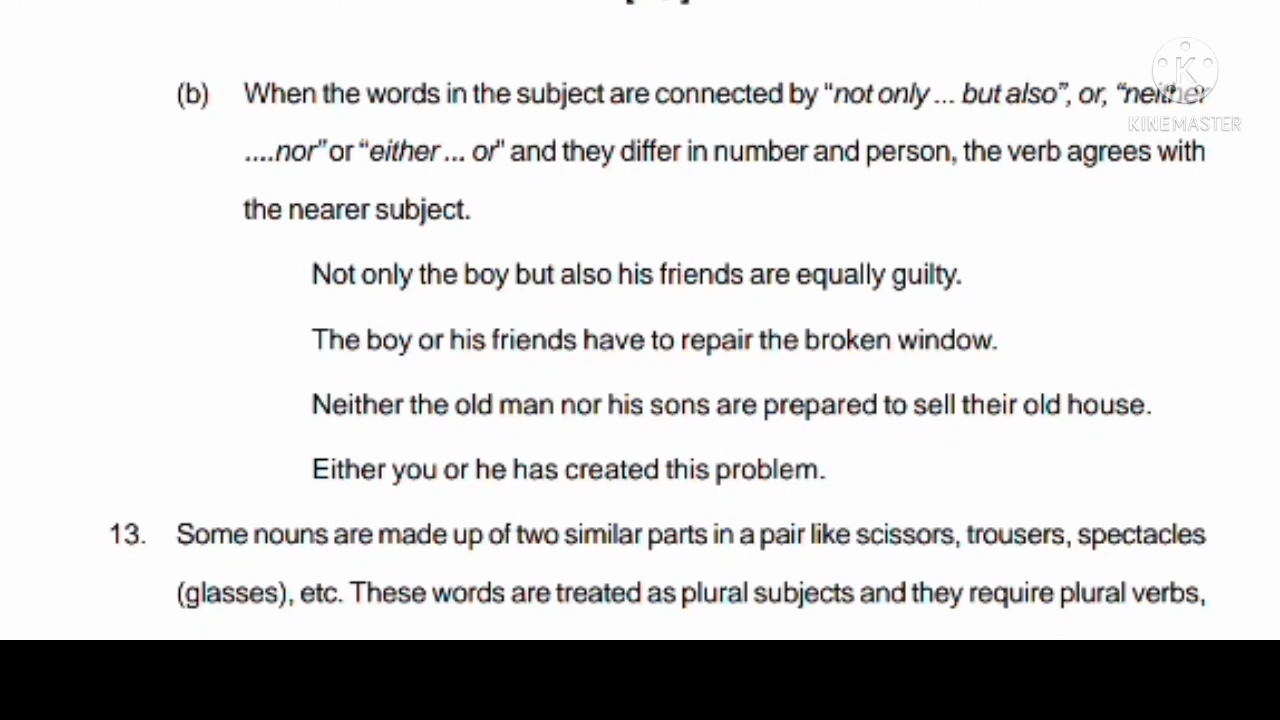 (b) When the words in the subject are connected by "not only ... but also", or, "neither
....nor" or "either ... or" and they differ in number and person, the verb agrees with
the nearer subject.
Not only the boy but also his friends are equally guilty.
The boy or his friends have to repair the broken window.
Neither the old man nor his sons are prepared to sell their old house.
Either you or he has created this problem.
13. Some nouns are made up of two similar parts in a pair like scissors, trousers, spectacles
(glasses), etc. These words are treated as plural subjects and they require plural verbs,
K
KINEMASTER